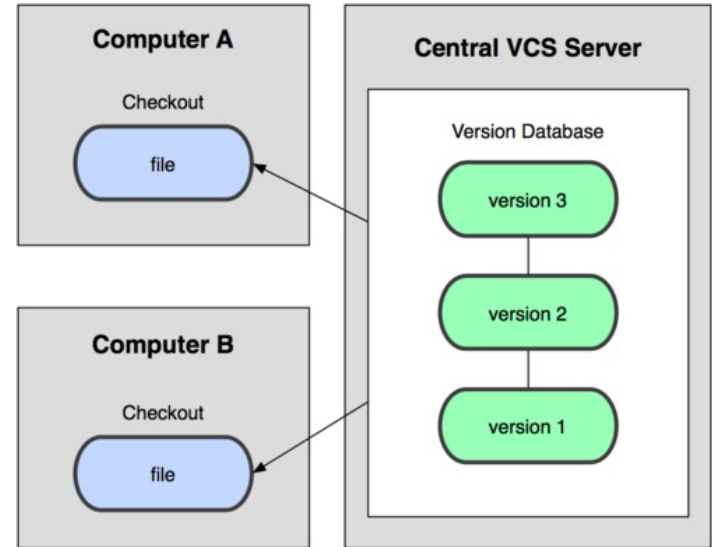 Computer A
Checkout
file
Computer B
Checkout
file
Central VCS Server
Version Database
version 3
version 2
version 1